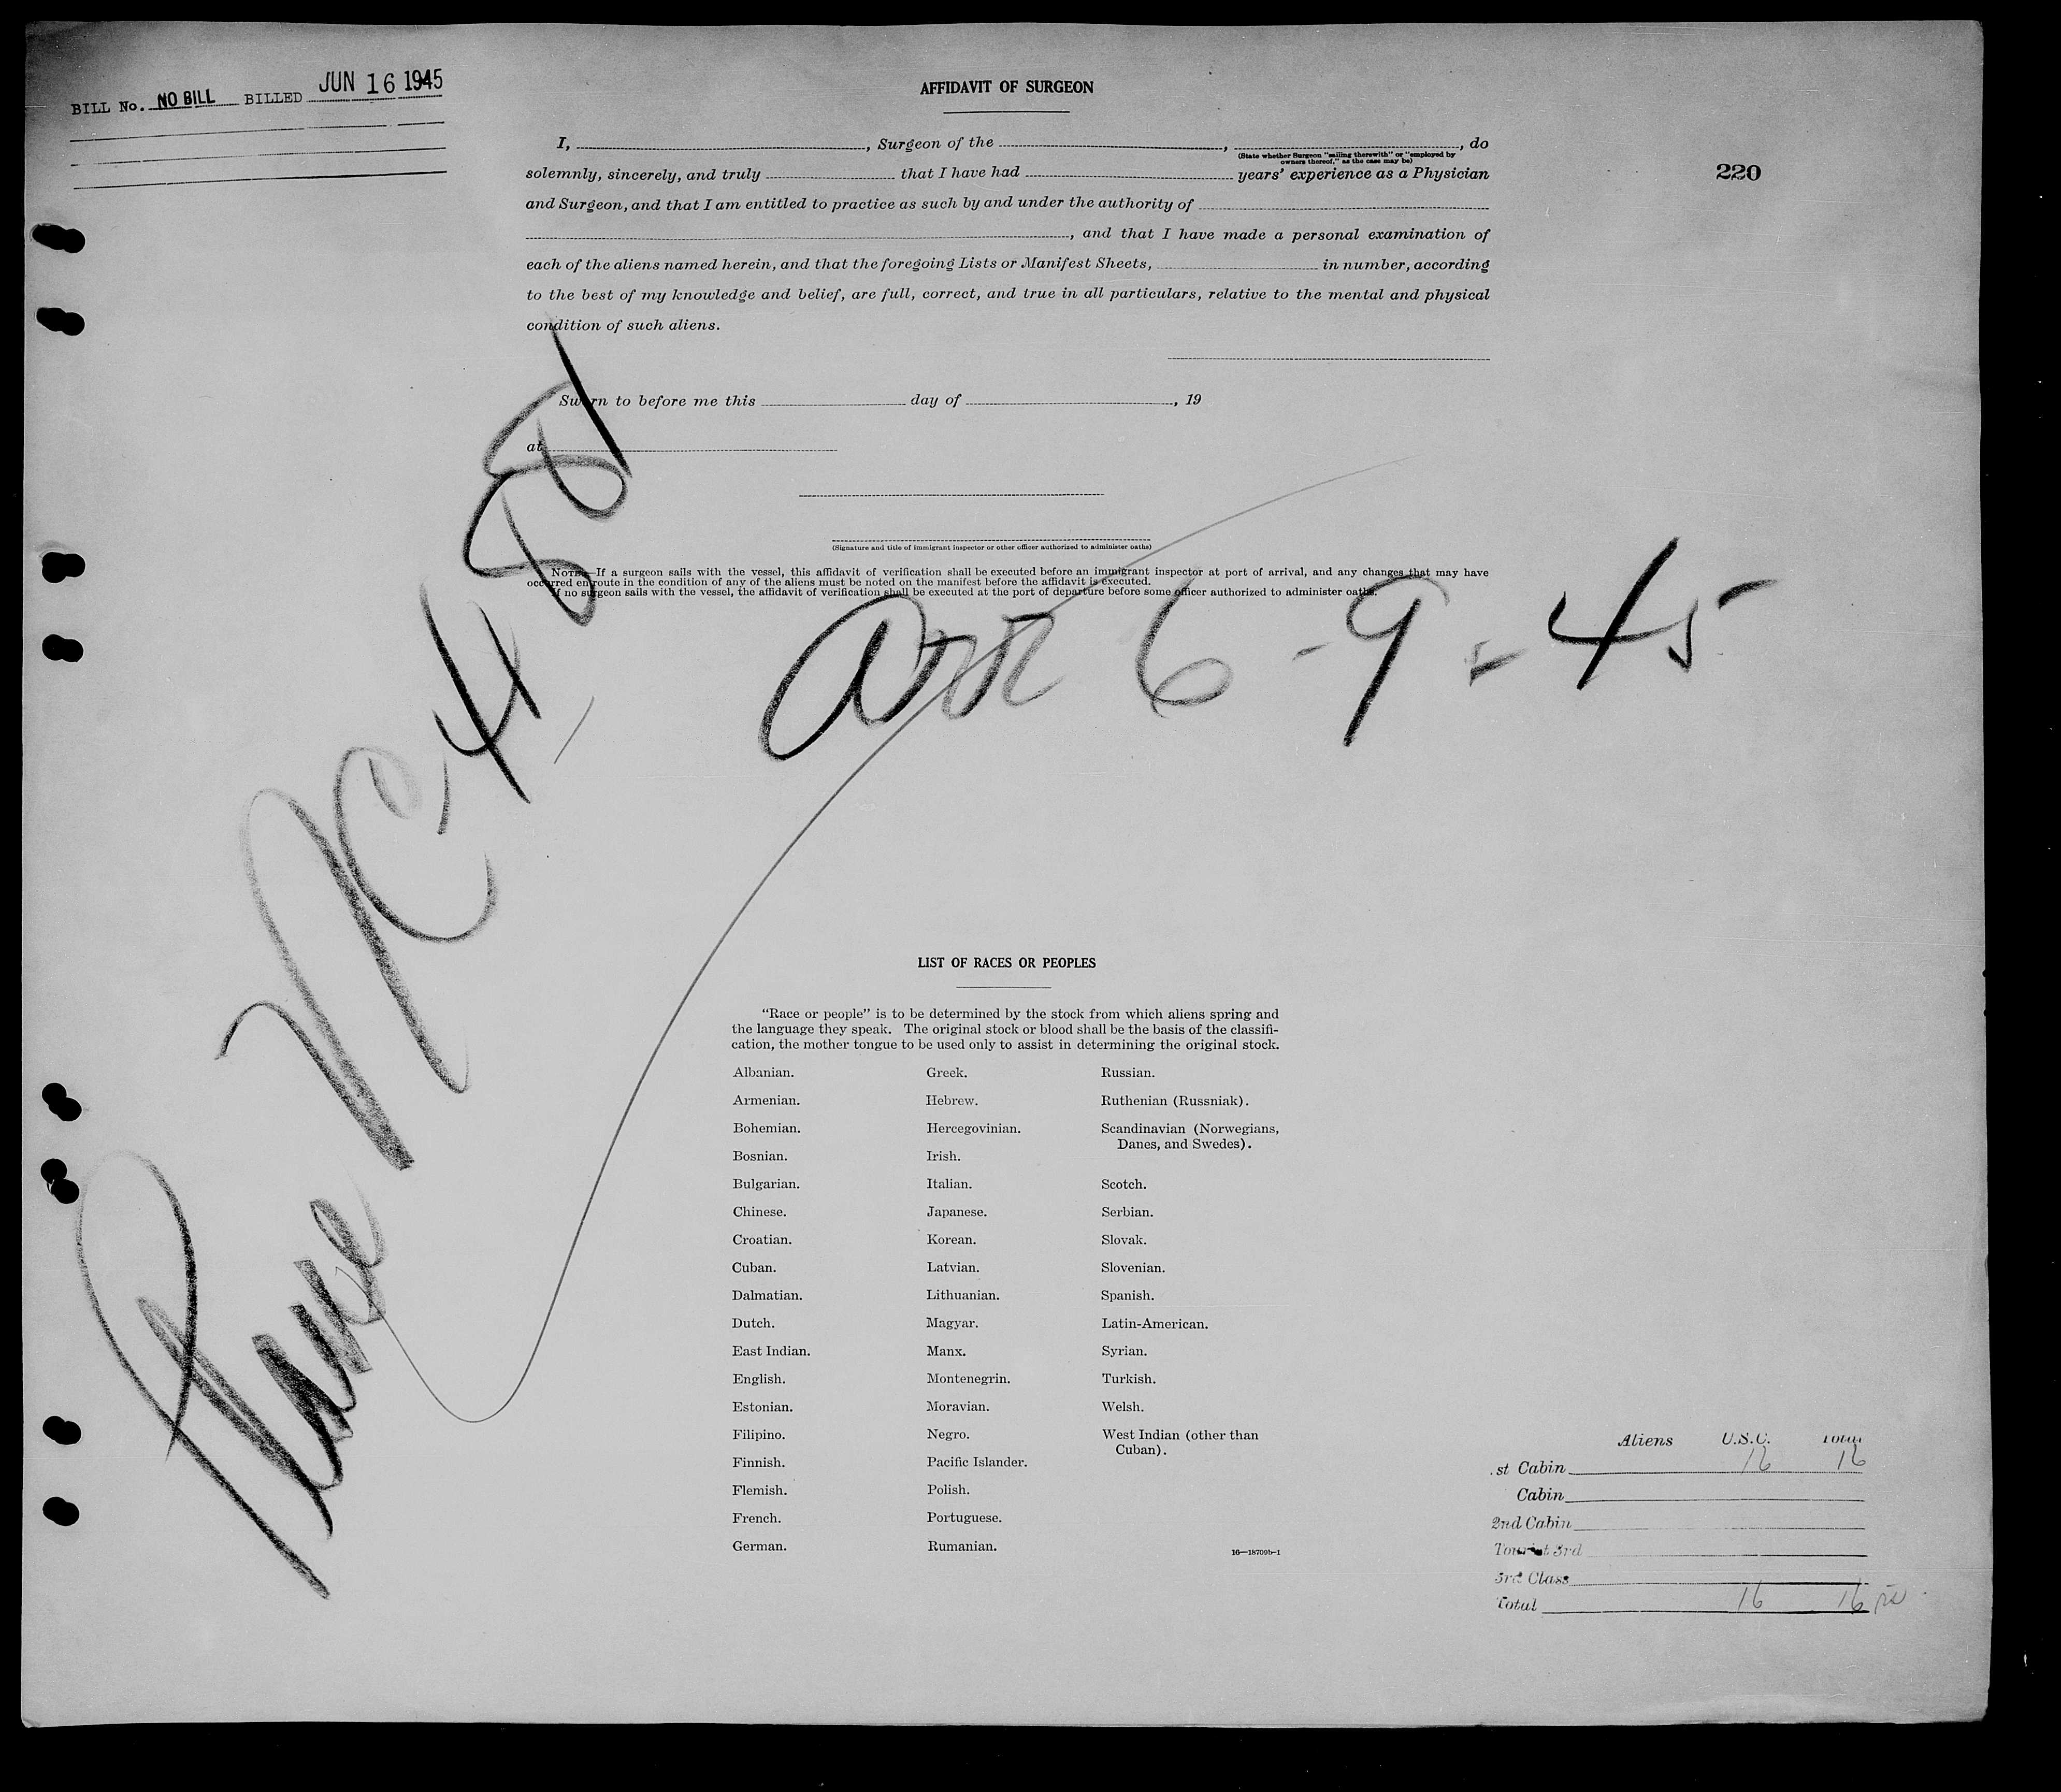 BILL No. NO BILL BILLED JUN 16 1945
AFFIDAVIT OF SURGEON
220
I, , Surgeon of the , , do
(State whether Surgeon "sailing therewith" or "employed by
owners thereof," as the case may be)
solemnly, sincerely, and truly that I have had years' experience as a Physician
and Surgeon, and that I am entitled to practice as such by and under the authority of
, and that I have made a personal examination of
each of the aliens named herein, and that the foregoing Lists or Manifest Sheets, in number, according
to the best of my knowledge and belief, are full, correct, and true in all particulars, relative to the mental and physical
condition of such aliens.
Sworn to before me this day of , 19
at
(Signature and title of immigrant inspector or other officer authorized to administer oaths)
NOTE.—If a surgeon sails with the vessel, this affidavit of verification shall be executed before an immigrant inspector at port of arrival, and any changes that may have
occurred en route in the condition of any of the aliens must be noted on the manifest before the affidavit is executed.
If no surgeon sails with the vessel, the affidavit of verification shall be executed at the port of departure before some officer authorized to administer oaths.
Plane NC 41881
arr 6-9-45
LIST OF RACES OR PEOPLES
"Race or people" is to be determined by the stock from which aliens spring and
the language they speak. The original stock or blood shall be the basis of the classifi-
cation, the mother tongue to be used only to assist in determining the original stock.
Albanian. Greek. Russian.
Armenian. Hebrew. Ruthenian (Russniak).
Bohemian. Hercegovinian. Scandinavian (Norwegians,
Danes, and Swedes).
Bosnian. Irish.
Bulgarian. Italian. Scotch.
Chinese. Japanese. Serbian.
Croatian. Korean. Slovak.
Cuban. Latvian. Slovenian.
Dalmatian. Lithuanian. Spanish.
Dutch. Magyar. Latin-American.
East Indian. Manx. Syrian.
English. Montenegrin. Turkish.
Estonian. Moravian. Welsh.
Filipino. Negro. West Indian (other than
Cuban).
Finnish. Pacific Islander.
Flemish. Polish.
French. Portuguese.
German. Rumanian.
16—18709b-1
Aliens U.S.C. Total
st Cabin 16 16
Cabin
2nd Cabin
Tourist 3rd
3rd Class
Total 16 16